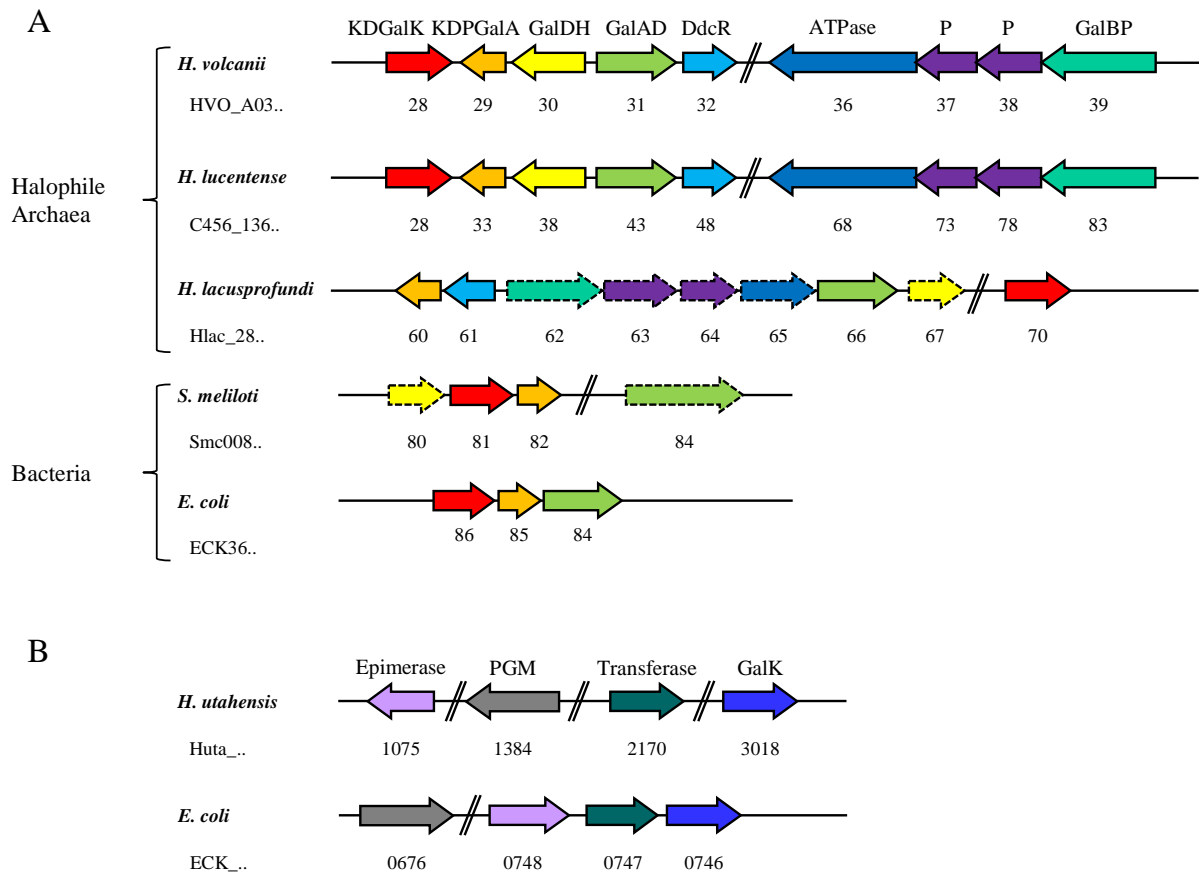 A
KDGalK KDPGalA GalDH GalAD DdcR ATPase P P GalBP
H. volcanii
HVO_A03.. 28 29 30 31 32 36 37 38 39
Halophile
Archaea
H. lucentense
C456_136.. 28 33 38 43 48 68 73 78 83
H. lacusprofundi
Hlac_28.. 60 61 62 63 64 65 66 67 70
Bacteria
S. meliloti
Smc008.. 80 81 82 84
E. coli
ECK36.. 86 85 84
B
Epimerase PGM Transferase GalK
H. utahensis
Huta_.. 1075 1384 2170 3018
E. coli
ECK_.. 0676 0748 0747 0746